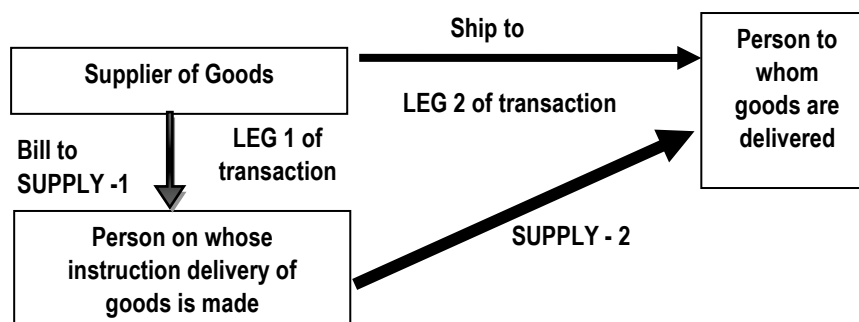 Ship to
Supplier of Goods
Person to
whom
goods are
delivered
LEG 2 of transaction
Bill to
SUPPLY -1
LEG 1 of
transaction
Person on whose
instruction delivery of
goods is made
SUPPLY - 2